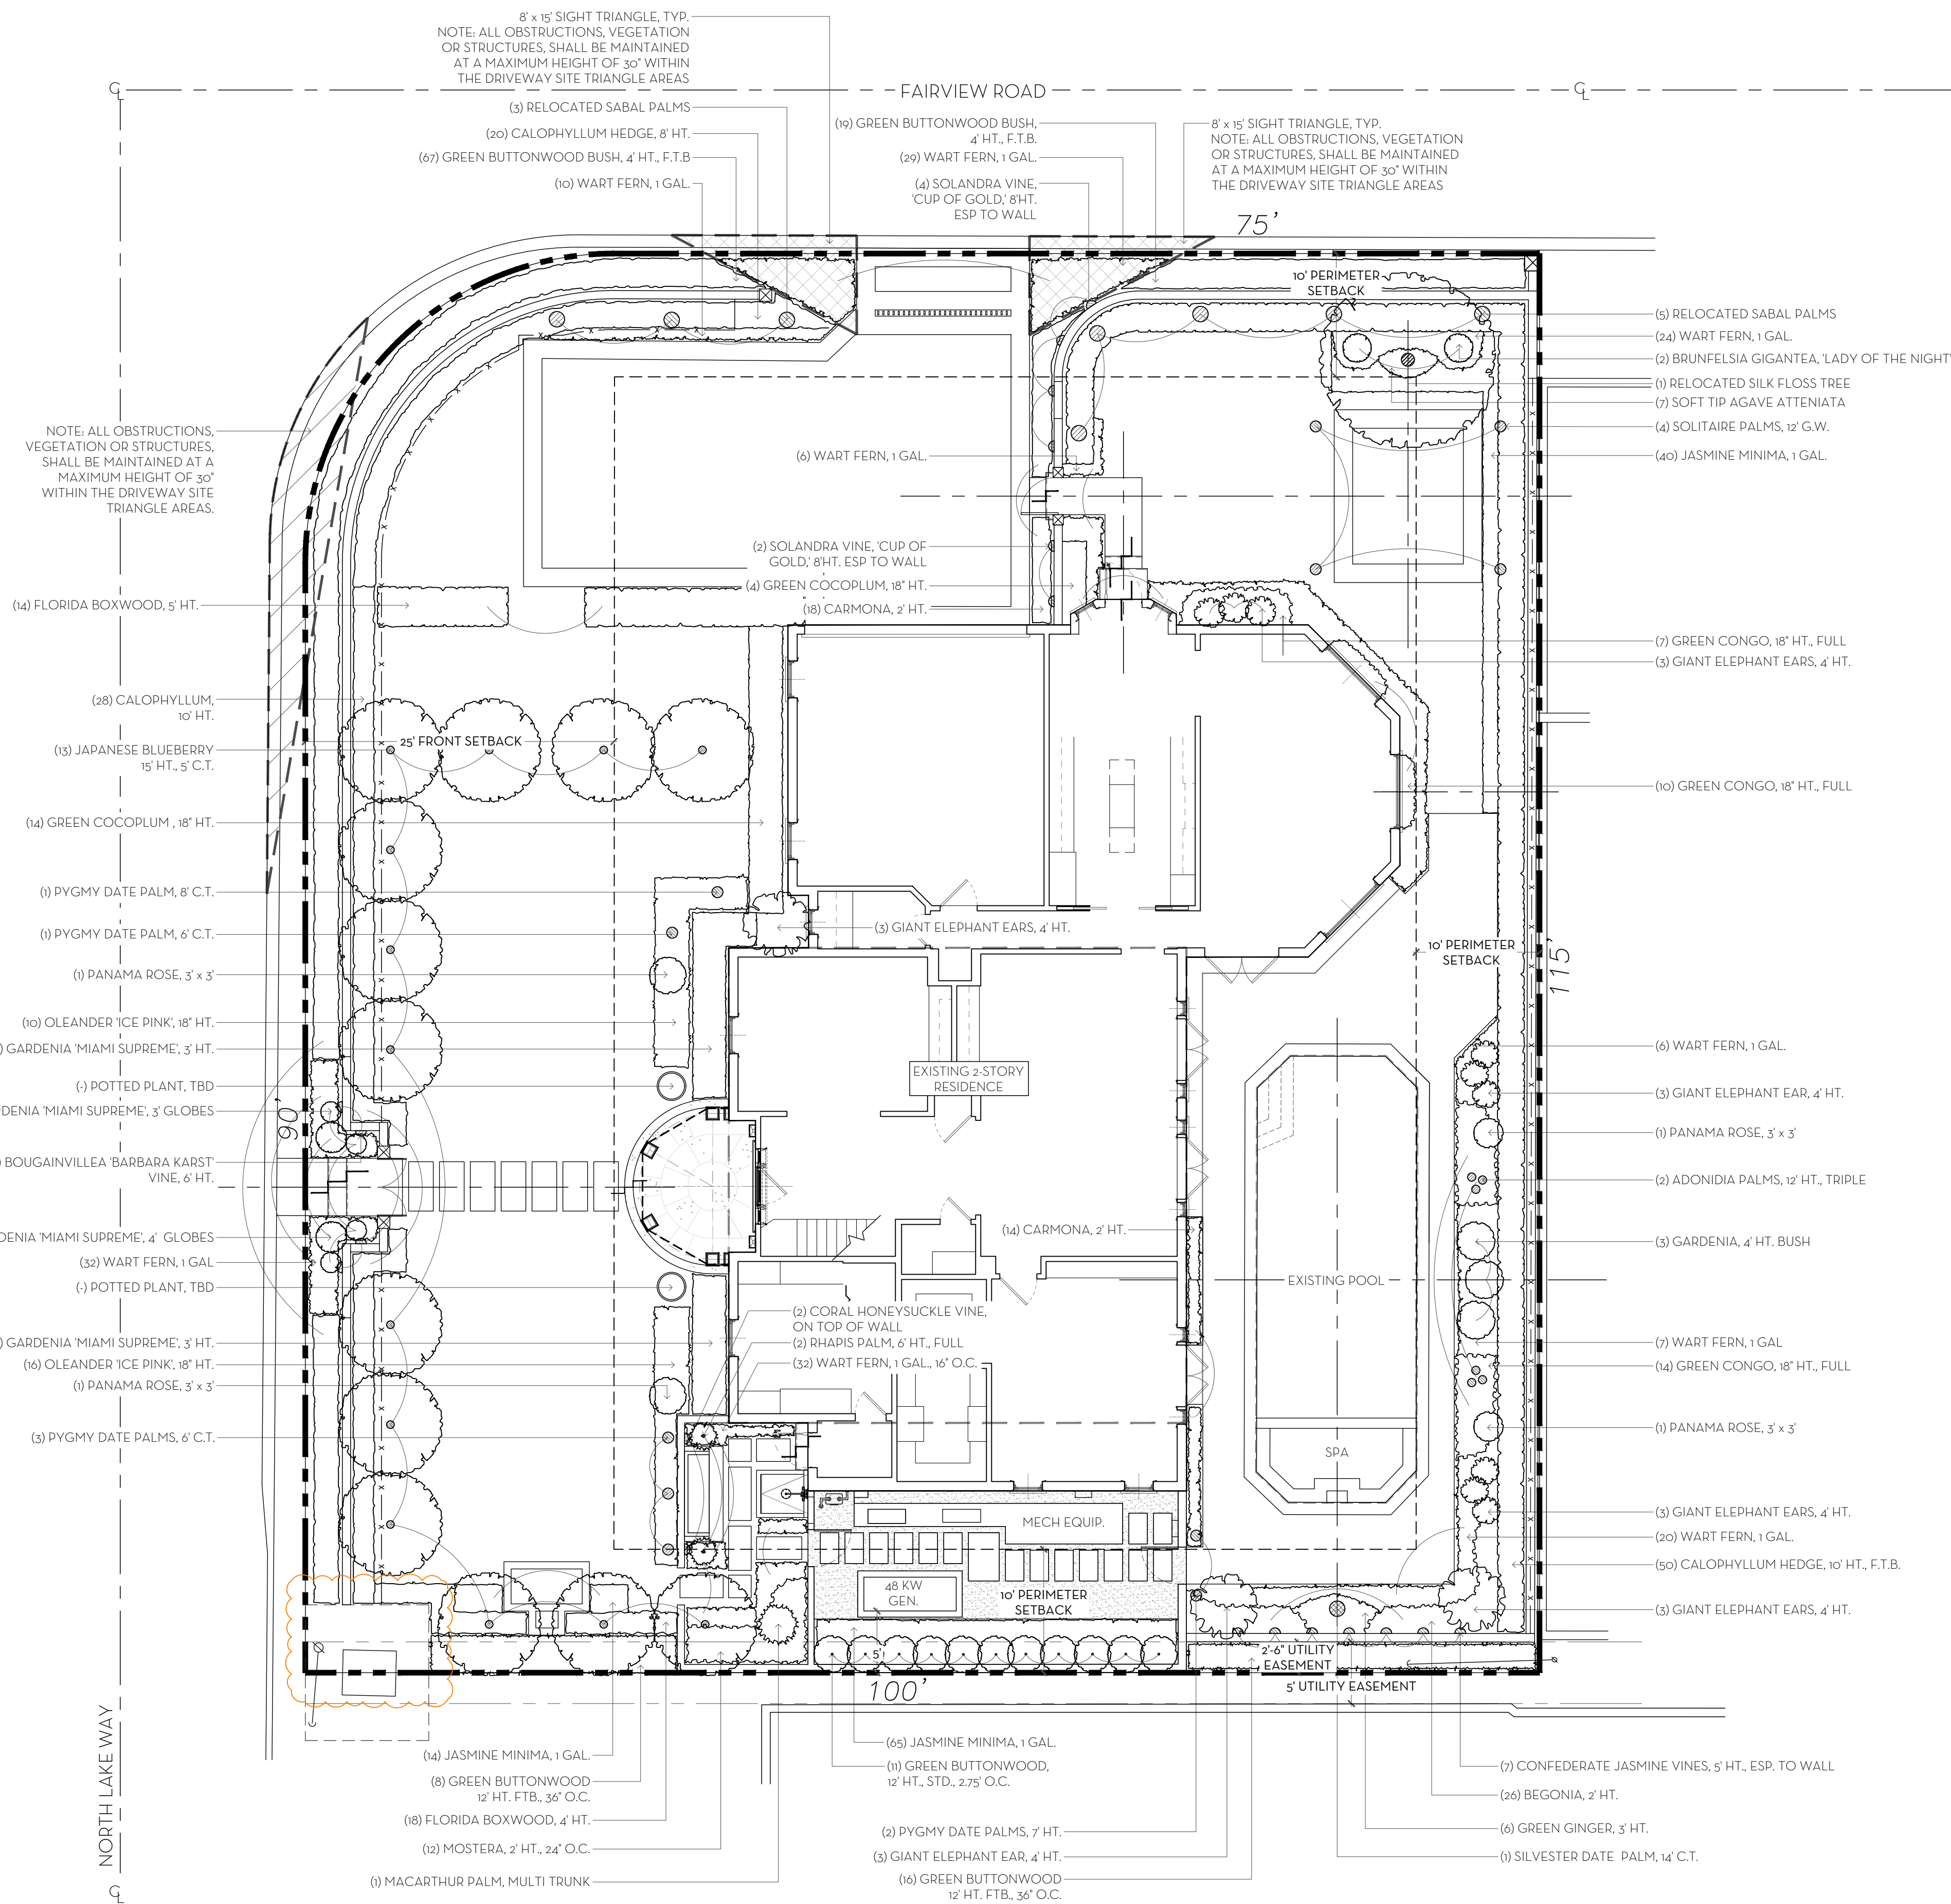 8' x 15' SIGHT TRIANGLE, TYP.
NOTE: ALL OBSTRUCTIONS, VEGETATION
OR STRUCTURES, SHALL BE MAINTAINED
AT A MAXIMUM HEIGHT OF 30" WITHIN
THE DRIVEWAY SITE TRIANGLE AREAS
FAIRVIEW ROAD
(3) RELOCATED SABAL PALMS
(20) CALOPHYLLUM HEDGE, 8' HT.
(67) GREEN BUTTONWOOD BUSH, 4' HT., F.T.B
(10) WART FERN, 1 GAL.
(19) GREEN BUTTONWOOD BUSH,
4' HT., F.T.B.
(29) WART FERN, 1 GAL.
(4) SOLANDRA VINE,
'CUP OF GOLD,' 8'HT.
ESP TO WALL
8' x 15' SIGHT TRIANGLE, TYP.
NOTE: ALL OBSTRUCTIONS, VEGETATION
OR STRUCTURES, SHALL BE MAINTAINED
AT A MAXIMUM HEIGHT OF 30" WITHIN
THE DRIVEWAY SITE TRIANGLE AREAS
75'
10' PERIMETER
SETBACK
NOTE: ALL OBSTRUCTIONS,
VEGETATION OR STRUCTURES,
SHALL BE MAINTAINED AT A
MAXIMUM HEIGHT OF 30"
WITHIN THE DRIVEWAY SITE
TRIANGLE AREAS.
(14) FLORIDA BOXWOOD, 5' HT.
(28) CALOPHYLLUM,
10' HT.
(13) JAPANESE BLUEBERRY
15' HT., 5' C.T.
25' FRONT SETBACK
(14) GREEN COCOPLUM , 18" HT.
(1) PYGMY DATE PALM, 8' C.T.
(1) PYGMY DATE PALM, 6' C.T.
(1) PANAMA ROSE, 3' x 3'
(10) OLEANDER 'ICE PINK', 18" HT.
) GARDENIA 'MIAMI SUPREME', 3' HT.
(-) POTTED PLANT, TBD
DENIA 'MIAMI SUPREME', 3' GLOBES
90'
) BOUGAINVILLEA 'BARBARA KARST'
VINE, 6' HT.
DENIA 'MIAMI SUPREME', 4' GLOBES
(32) WART FERN, 1 GAL
(-) POTTED PLANT, TBD
) GARDENIA 'MIAMI SUPREME', 3' HT.
(16) OLEANDER 'ICE PINK', 18" HT.
(1) PANAMA ROSE, 3' x 3'
(3) PYGMY DATE PALMS, 6' C.T.
(6) WART FERN, 1 GAL.
(2) SOLANDRA VINE, 'CUP OF
GOLD,' 8'HT. ESP TO WALL
(4) GREEN COCOPLUM, 18" HT.
(18) CARMONA, 2' HT.
(3) GIANT ELEPHANT EARS, 4' HT.
EXISTING 2-STORY
RESIDENCE
(14) CARMONA, 2' HT.
(2) CORAL HONEYSUCKLE VINE,
ON TOP OF WALL
(2) RHAPIS PALM, 6' HT., FULL
(32) WART FERN, 1 GAL., 16" O.C.
MECH EQUIP.
48 KW
GEN.
10' PERIMETER
SETBACK
5'
EXISTING POOL
SPA
(5) RELOCATED SABAL PALMS
(24) WART FERN, 1 GAL.
(2) BRUNFELSIA GIGANTEA, 'LADY OF THE NIGHT'
(1) RELOCATED SILK FLOSS TREE
(7) SOFT TIP AGAVE ATTENIATA
(4) SOLITAIRE PALMS, 12' G.W.
(40) JASMINE MINIMA, 1 GAL.
(7) GREEN CONGO, 18" HT., FULL
(3) GIANT ELEPHANT EARS, 4' HT.
(10) GREEN CONGO, 18" HT., FULL
10' PERIMETER
SETBACK
115'
(6) WART FERN, 1 GAL.
(3) GIANT ELEPHANT EAR, 4' HT.
(1) PANAMA ROSE, 3' x 3'
(2) ADONIDIA PALMS, 12' HT., TRIPLE
(3) GARDENIA, 4' HT. BUSH
(7) WART FERN, 1 GAL
(14) GREEN CONGO, 18" HT., FULL
(1) PANAMA ROSE, 3' x 3'
(3) GIANT ELEPHANT EARS, 4' HT.
(20) WART FERN, 1 GAL.
(50) CALOPHYLLUM HEDGE, 10' HT., F.T.B.
(3) GIANT ELEPHANT EARS, 4' HT.
2'-6" UTILITY
EASEMENT
5' UTILITY EASEMENT
100'
NORTH LAKE WAY
(14) JASMINE MINIMA, 1 GAL.
(8) GREEN BUTTONWOOD
12' HT. FTB., 36" O.C.
(18) FLORIDA BOXWOOD, 4' HT.
(12) MOSTERA, 2' HT., 24" O.C.
(1) MACARTHUR PALM, MULTI TRUNK
(65) JASMINE MINIMA, 1 GAL.
(11) GREEN BUTTONWOOD,
12' HT., STD., 2.75' O.C.
(2) PYGMY DATE PALMS, 7' HT.
(3) GIANT ELEPHANT EAR, 4' HT.
(16) GREEN BUTTONWOOD
12' HT. FTB., 36" O.C.
(7) CONFEDERATE JASMINE VINES, 5' HT., ESP. TO WALL
(26) BEGONIA, 2' HT.
(6) GREEN GINGER, 3' HT.
(1) SILVESTER DATE PALM, 14' C.T.